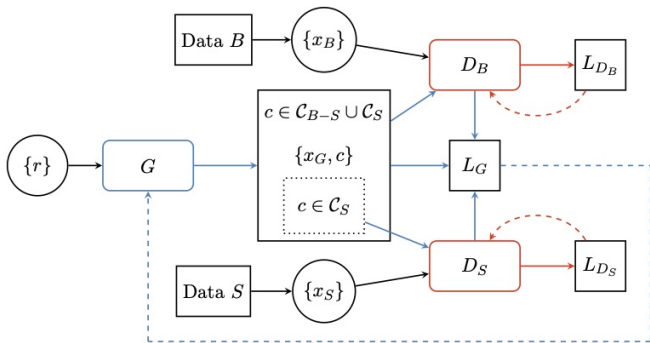 Data B
{x_B}
D_B
L_{D_B}
c ∈ 𝒞_{B−S} ∪ 𝒞_S
{r}
G
{x_G, c}
L_G
c ∈ 𝒞_S
Data S
{x_S}
D_S
L_{D_S}